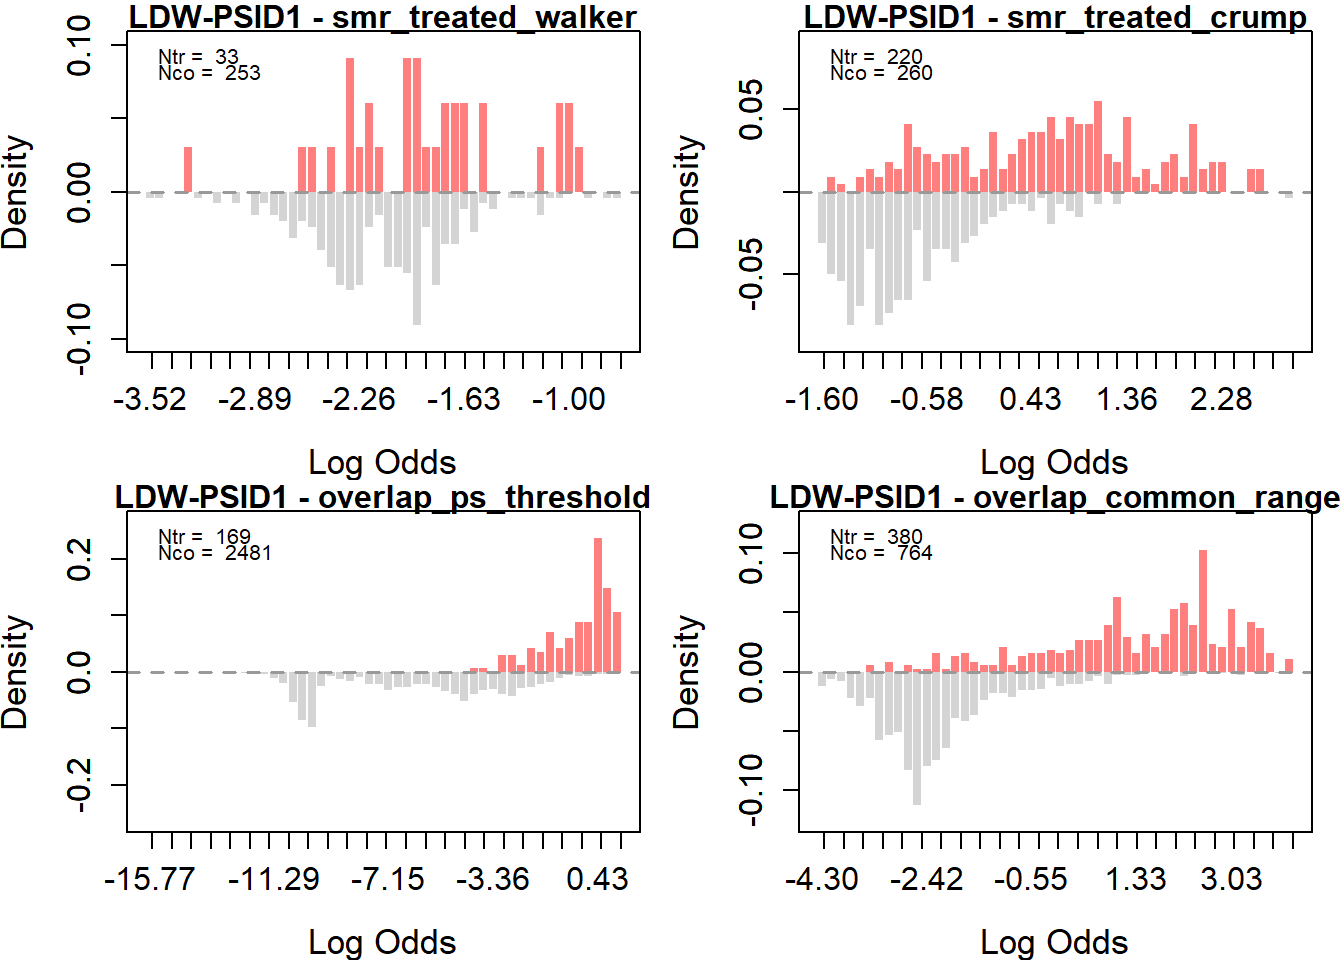 LDW-PSID1 - smr_treated_walker
Ntr = 33
Nco = 253
Density
0.10
0.00
-0.10
-3.52 -2.89 -2.26 -1.63 -1.00
Log Odds
LDW-PSID1 - smr_treated_crump
Ntr = 220
Nco = 260
Density
0.05
-0.05
-1.60 -0.58 0.43 1.36 2.28
Log Odds
LDW-PSID1 - overlap_ps_threshold
Ntr = 169
Nco = 2481
Density
0.2
0.0
-0.2
-15.77 -11.29 -7.15 -3.36 0.43
Log Odds
LDW-PSID1 - overlap_common_range
Ntr = 380
Nco = 764
Density
0.10
0.00
-0.10
-4.30 -2.42 -0.55 1.33 3.03
Log Odds